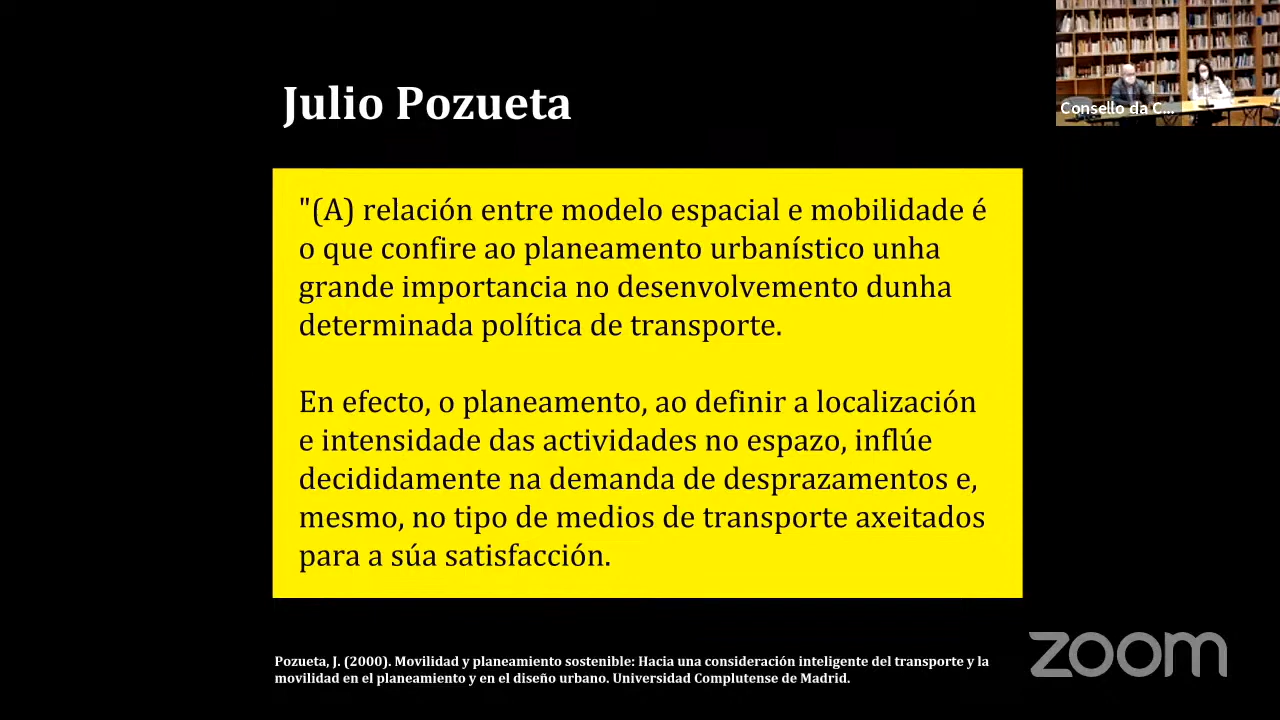 Julio Pozueta
Consello da C...
"(A) relación entre modelo espacial e mobilidade é
o que confire ao planeamento urbanístico unha
grande importancia no desenvolvemento dunha
determinada política de transporte.
En efecto, o planeamento, ao definir a localización
e intensidade das actividades no espazo, inflúe
decididamente na demanda de desprazamentos e,
mesmo, no tipo de medios de transporte axeitados
para a súa satisfacción.
Pozueta, J. (2000). Movilidad y planeamiento sostenible: Hacia una consideración inteligente del transporte y la
movilidad en el planeamiento y en el diseño urbano. Universidad Complutense de Madrid.
zoom